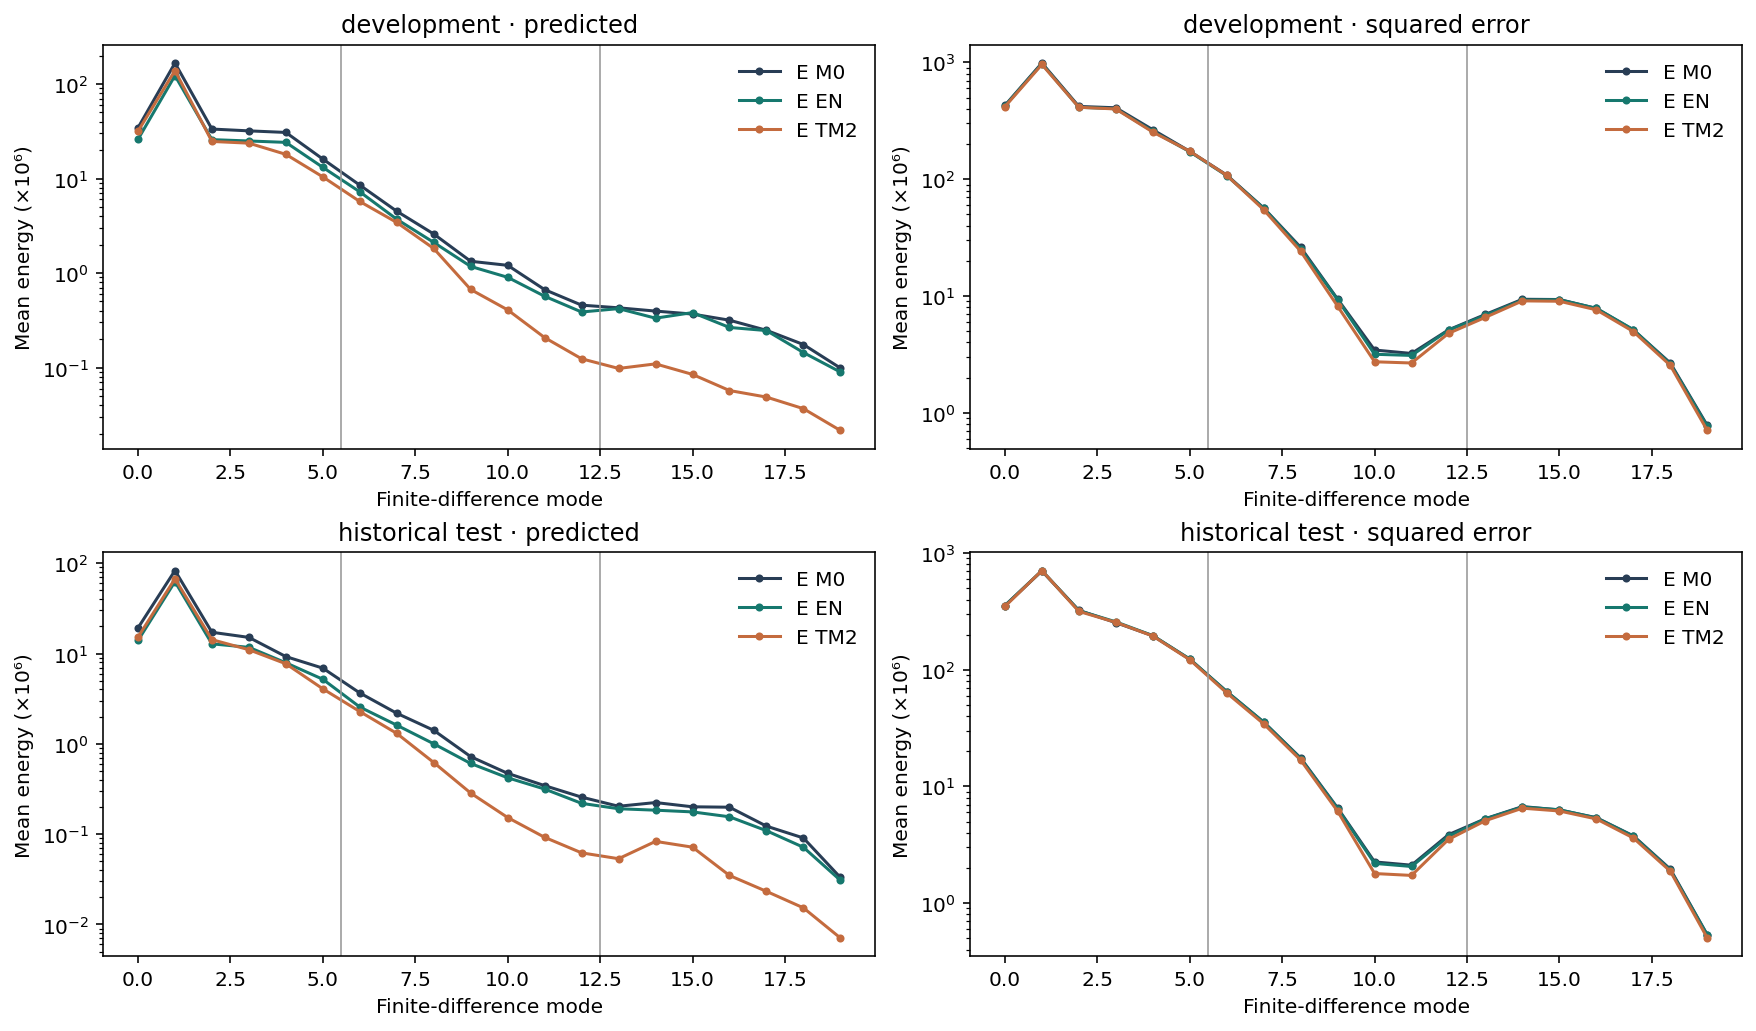 development · predicted
Mean energy (×10⁶)
10²
10¹
10⁰
10⁻¹
E M0
E EN
E TM2
0.0 2.5 5.0 7.5 10.0 12.5 15.0 17.5
Finite-difference mode
development · squared error
Mean energy (×10⁶)
10³
10²
10¹
10⁰
E M0
E EN
E TM2
0.0 2.5 5.0 7.5 10.0 12.5 15.0 17.5
Finite-difference mode
historical test · predicted
Mean energy (×10⁶)
10²
10¹
10⁰
10⁻¹
10⁻²
E M0
E EN
E TM2
0.0 2.5 5.0 7.5 10.0 12.5 15.0 17.5
Finite-difference mode
historical test · squared error
Mean energy (×10⁶)
10³
10²
10¹
10⁰
E M0
E EN
E TM2
0.0 2.5 5.0 7.5 10.0 12.5 15.0 17.5
Finite-difference mode